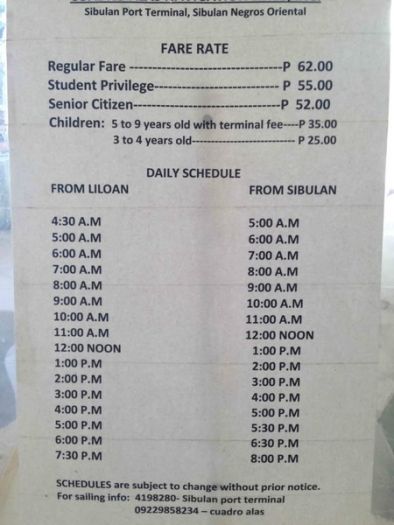 Sibulan Port Terminal, Sibulan Negros Oriental
FARE RATE
Regular Fare ---------------------------------P 62.00
Student Privilege--------------------------- P 55.00
Senior Citizen--------------------------------P 52.00
Children: 5 to 9 years old with terminal fee----P 35.00
3 to 4 years old--------------------------- P 25.00
DAILY SCHEDULE
FROM LILOAN FROM SIBULAN
4:30 A.M 5:00 A.M
5:00 A.M 6:00 A.M
6:00 A.M 7:00 A.M
7:00 A.M 8:00 A.M
8:00 A.M 9:00 A.M
9:00 A.M 10:00 A.M
10:00 A.M 11:00 A.M
11:00 A.M 12:00 NOON
12:00 NOON 1:00 P.M
1:00 P.M 2:00 P.M
2:00 P.M 3:00 P.M
3:00 P.M 4:00 P.M
4:00 P.M 5:00 P.M
5:00 P.M 5:30 P.M
6:00 P.M 6:30 P.M
7:30 P.M 8:00 P.M
SCHEDULES are subject to change without prior notice.
For sailing info: 4198280- Sibulan port terminal
09229858234 – cuadro alas